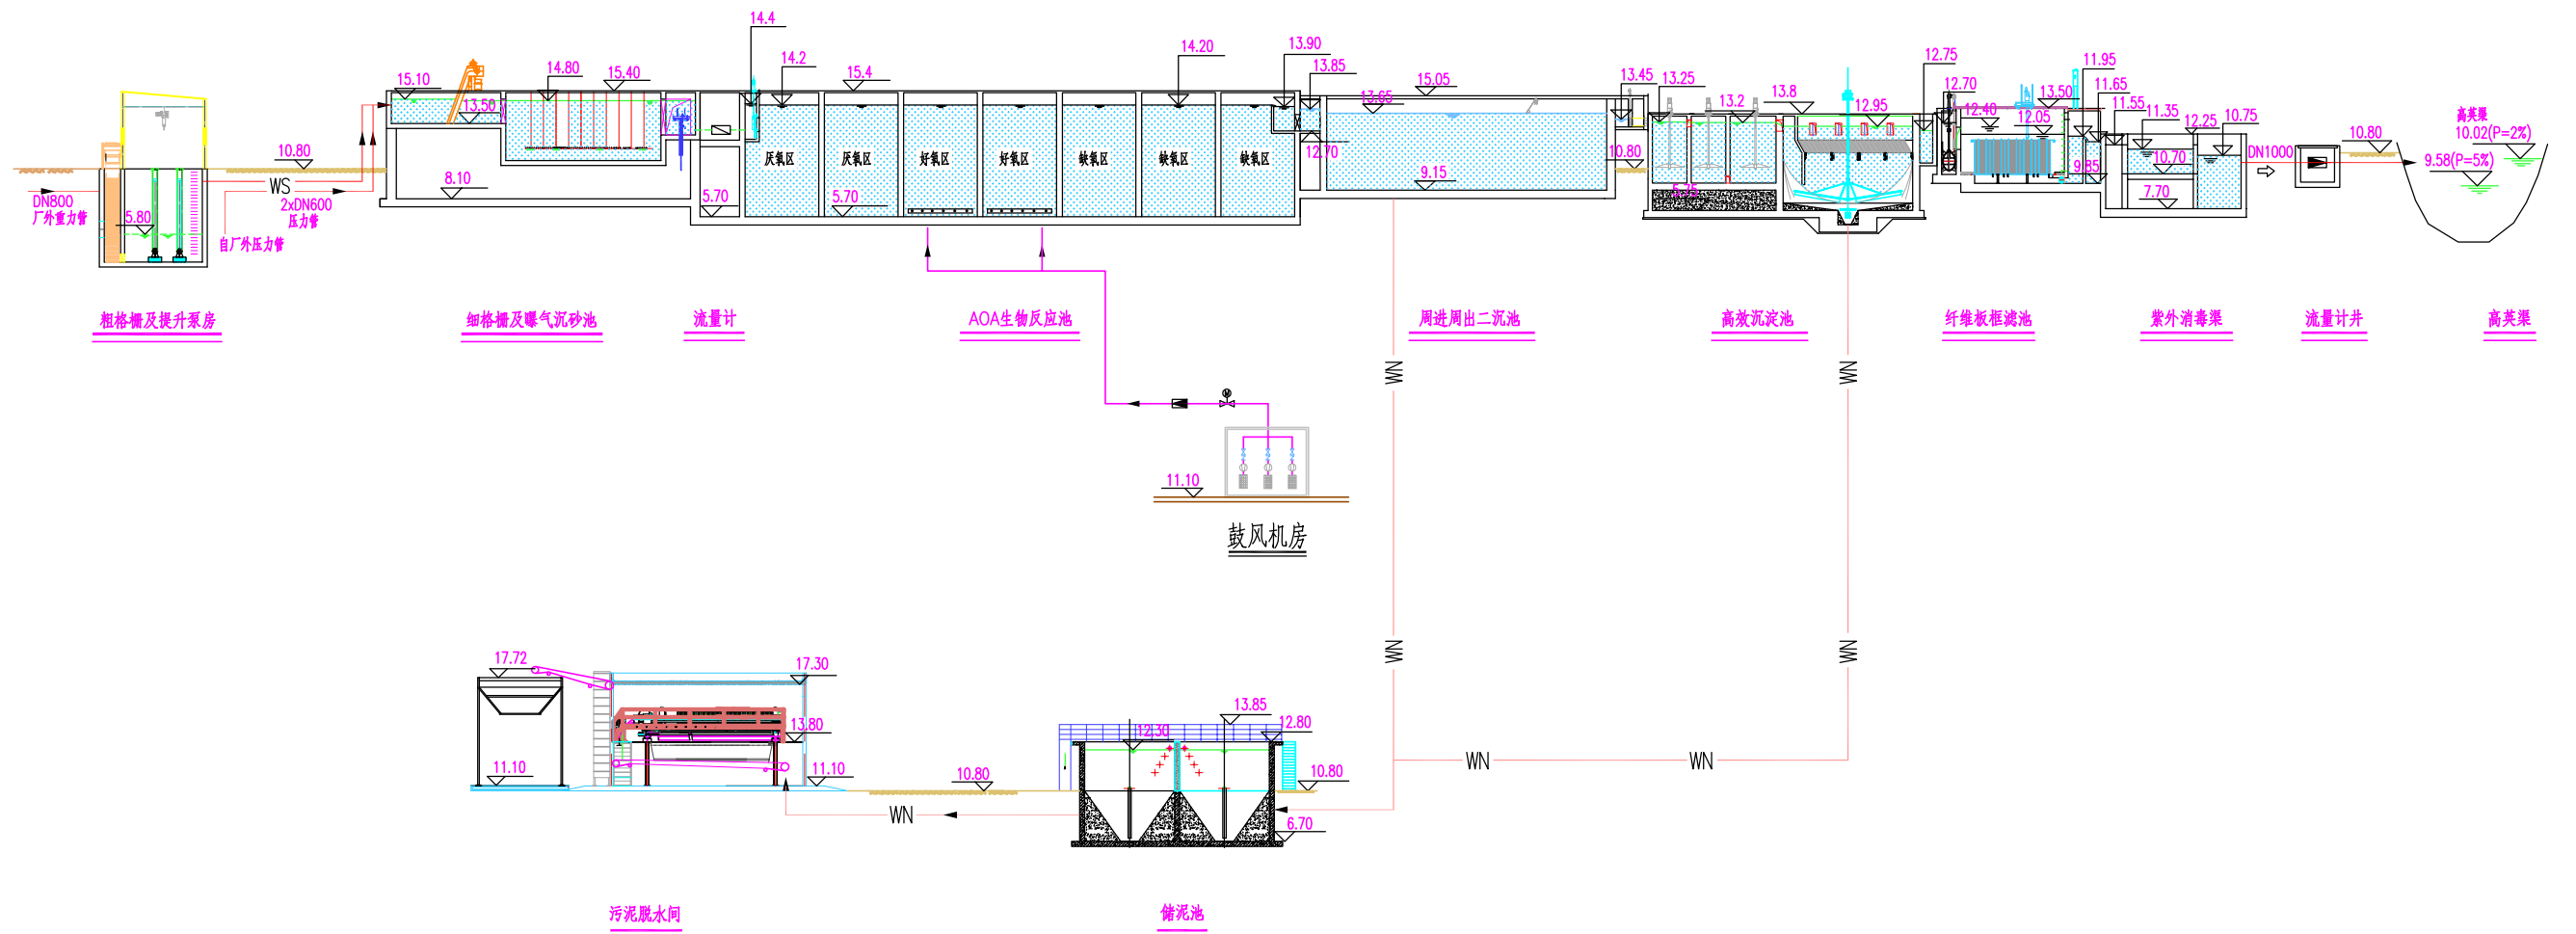 14.4
15.10
14.80
15.40
14.2
15.4
14.20
13.90
13.85
15.05
13.45
13.25
13.8
12.75
11.95
13.50
13.65
13.2
12.95
12.70
12.40
13.50
12.05
11.65
11.55
11.35
12.25
10.75
高英渠
10.02(P=2%)
9.58(P=5%)
10.80
10.80
WS
8.10
DN800
厂外重力管
5.80
2xDN600
压力管
自厂外压力管
5.70
厌氧区
厌氧区
好氧区
好氧区
缺氧区
缺氧区
缺氧区
5.70
12.70
9.15
10.80
5.75
9.85
10.70
7.70
DN1000
粗格栅及提升泵房
细格栅及曝气沉砂池
流量计
AOA生物反应池
周进周出二沉池
高效沉淀池
纤维板框滤池
紫外消毒渠
流量计井
高英渠
WN
WN
11.10
鼓风机房
WN
WN
17.72
17.30
13.80
11.10
11.10
10.80
WN
12.30
13.85
12.80
10.80
6.70
WN
WN
污泥脱水间
储泥池